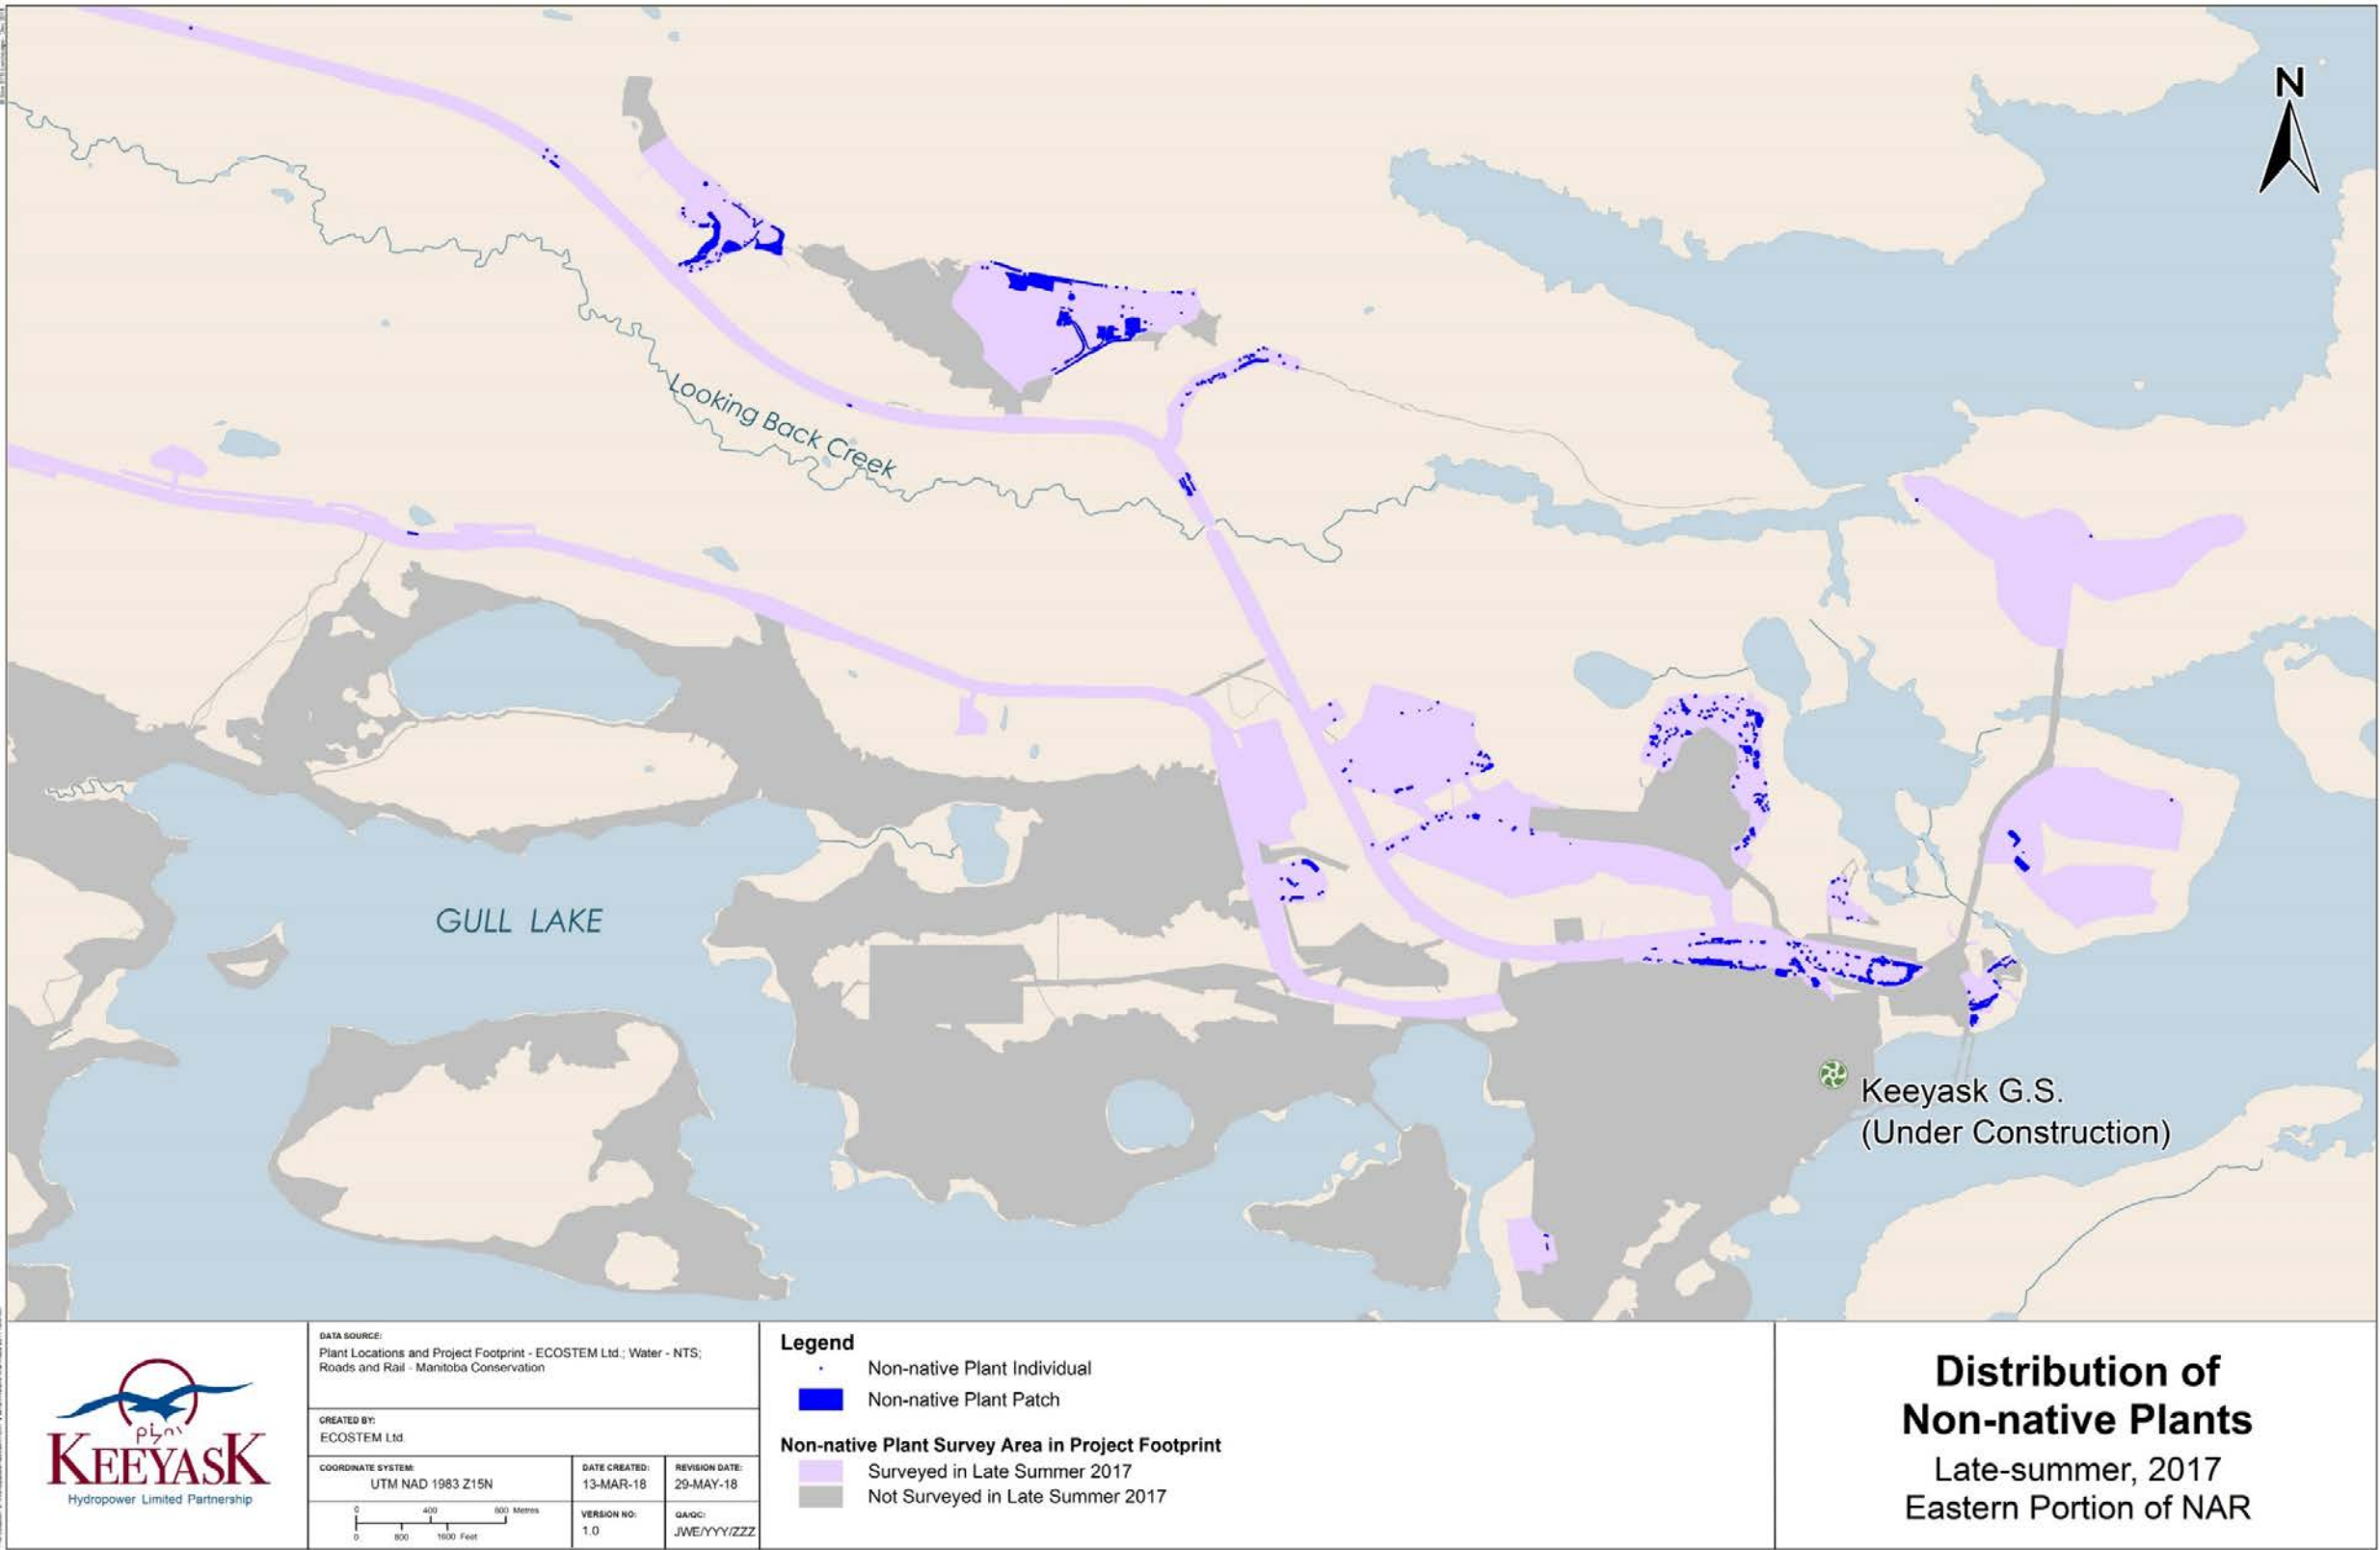 N
Looking Back Creek
GULL LAKE
Keeyask G.S.
(Under Construction)
KEEYASK
Hydropower Limited Partnership
DATA SOURCE:
Plant Locations and Project Footprint - ECOSTEM Ltd.; Water - NTS;
Roads and Rail - Manitoba Conservation
CREATED BY:
ECOSTEM Ltd.
COORDINATE SYSTEM:
UTM NAD 1983 Z15N
DATE CREATED:
13-MAR-18
REVISION DATE:
29-MAY-18
0 400 800 Metres
0 800 1600 Feet
VERSION NO:
1.0
QA/QC:
JWE/YYY/ZZZ
Legend
Non-native Plant Individual
Non-native Plant Patch
Non-native Plant Survey Area in Project Footprint
Surveyed in Late Summer 2017
Not Surveyed in Late Summer 2017
Distribution of
Non-native Plants
Late-summer, 2017
Eastern Portion of NAR